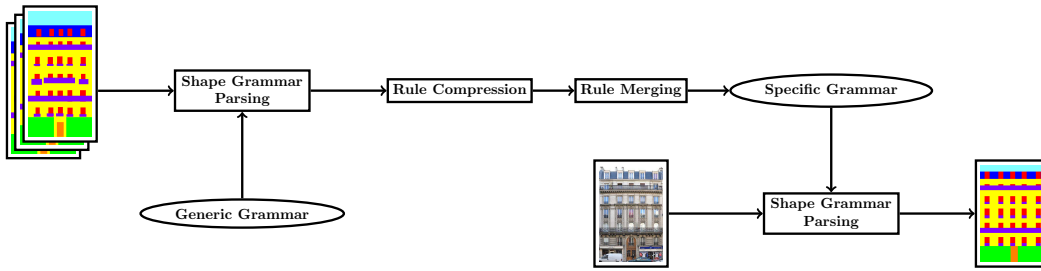 Shape Grammar
Parsing
Rule Compression
Rule Merging
Specific Grammar
Generic Grammar
Shape Grammar
Parsing